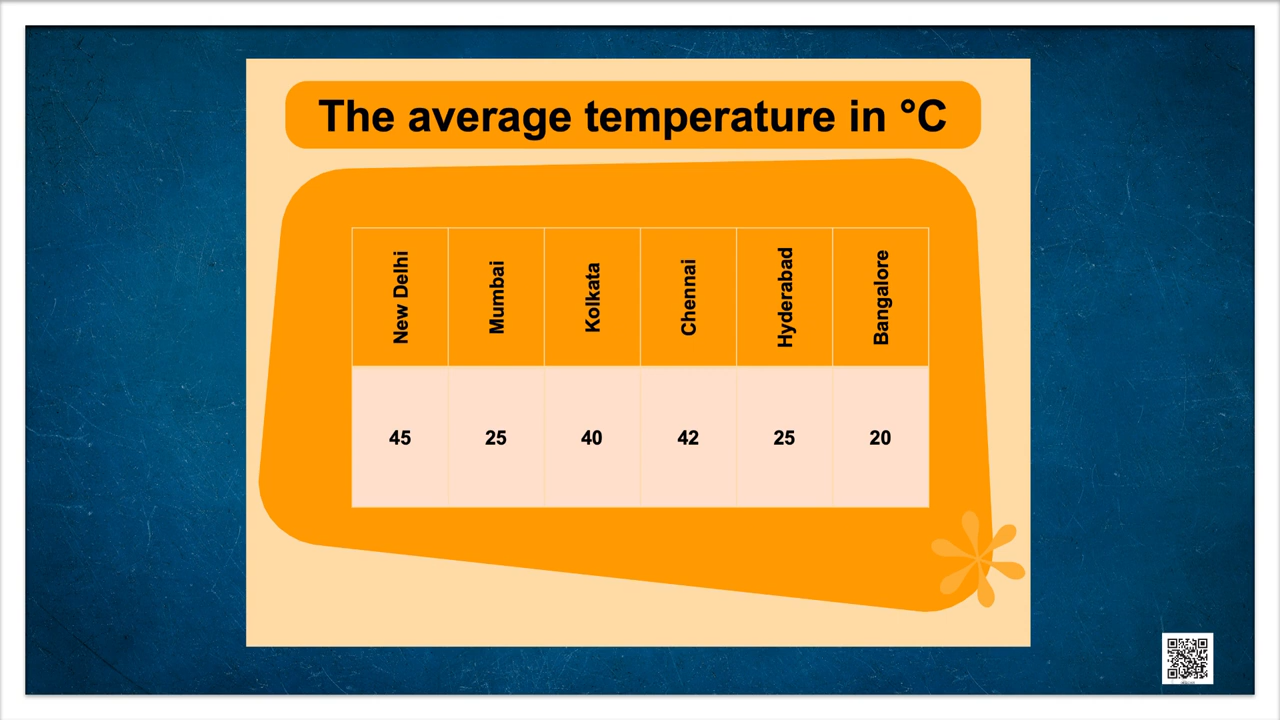 The average temperature in °C
New Delhi Mumbai Kolkata Chennai Hyderabad Bangalore
45 25 40 42 25 20